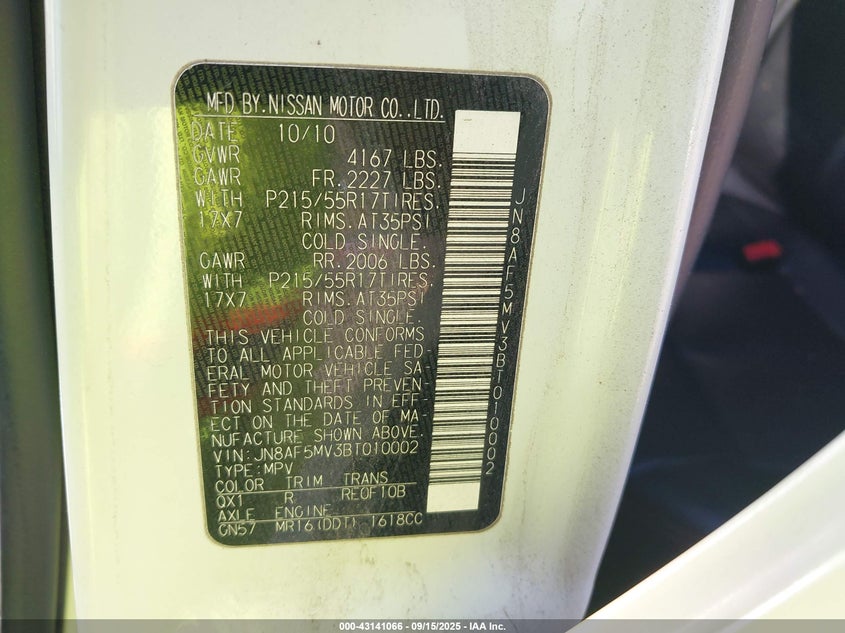 MFD.BY.NISSAN MOTOR CO.,LTD.
DATE 10/10
GVWR 4167 LBS.
GAWR FR.2227 LBS.
WITH P215/55R17TIRES.
17X7 RIMS.AT35PSI
COLD SINGLE.
GAWR RR.2006 LBS.
WITH P215/55R17TIRES.
17X7 RIMS.AT35PSI
COLD SINGLE.
THIS VEHICLE CONFORMS
TO ALL APPLICABLE FED-
ERAL MOTOR VEHICLE SA-
FETY AND THEFT PREVEN-
TION STANDARDS IN EFF-
ECT ON THE DATE OF MA-
NUFACTURE SHOWN ABOVE.
VIN:JN8AF5MV3BT010002
TYPE:MPV
COLOR TRIM TRANS
QX1 R RE0F10B
AXLE ENGINE
GN57 MR16(DDT) 1618CC
JN8AF5MV3BT010002
000-43141066 - 09/15/2025 - IAA Inc.